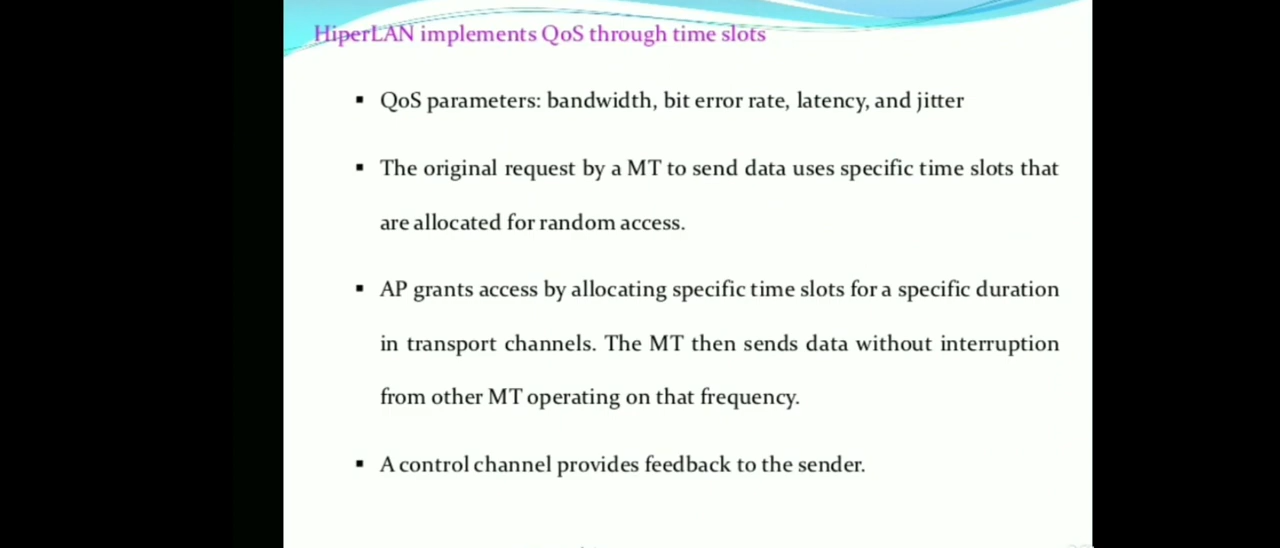 HiperLAN implements QoS through time slots
▪ QoS parameters: bandwidth, bit error rate, latency, and jitter
▪ The original request by a MT to send data uses specific time slots that
are allocated for random access.
▪ AP grants access by allocating specific time slots for a specific duration
in transport channels. The MT then sends data without interruption
from other MT operating on that frequency.
▪ A control channel provides feedback to the sender.